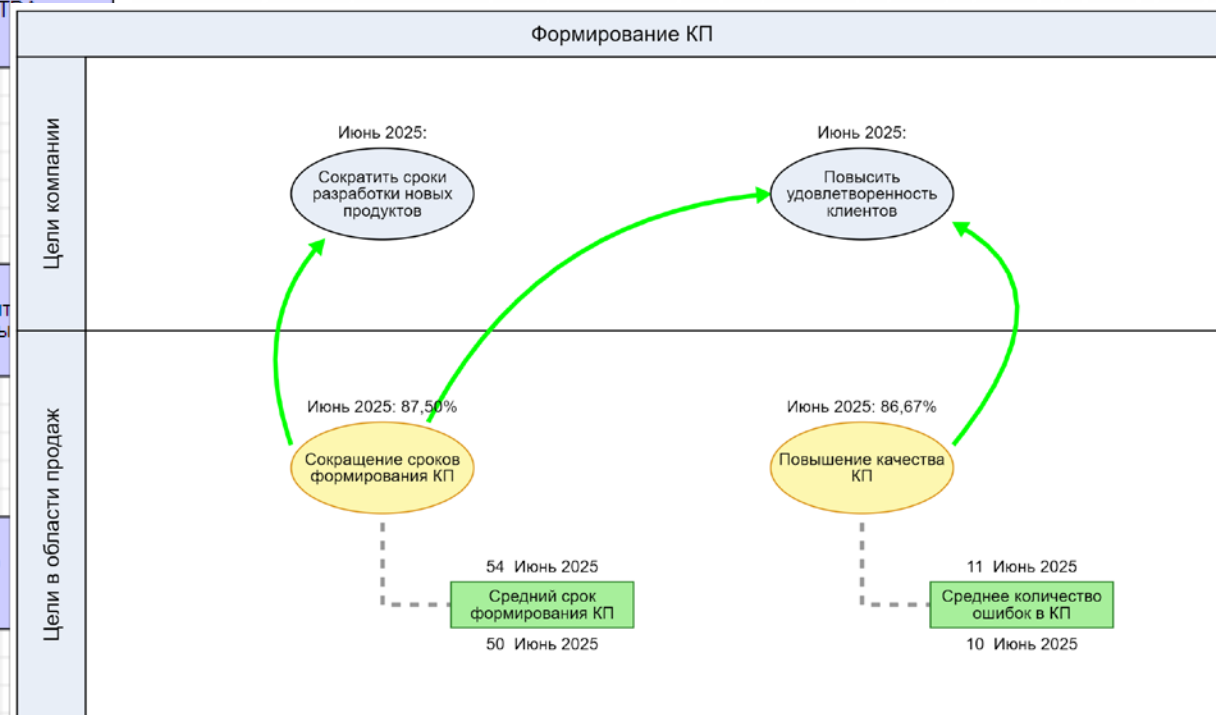 Формирование КП
Цели компании
Июнь 2025:
Сократить сроки
разработки новых
продуктов
Июнь 2025:
Повысить
удовлетворенность
клиентов
Цели в области продаж
Июнь 2025: 87,50%
Сокращение сроков
формирования КП
Июнь 2025: 86,67%
Повышение качества
КП
54 Июнь 2025
Средний срок
формирования КП
50 Июнь 2025
11 Июнь 2025
Среднее количество
ошибок в КП
10 Июнь 2025